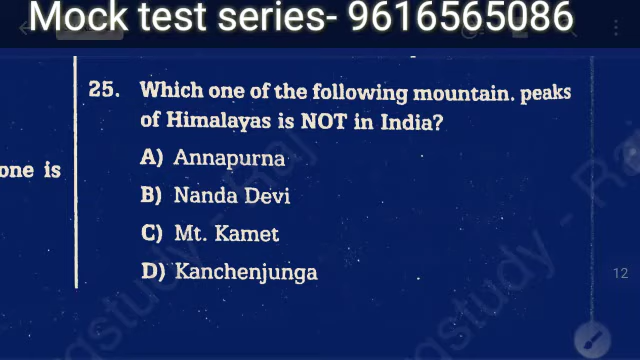 Mock test series- 9616565086
25. Which one of the following mountain. peaks
of Himalayas is NOT in India?
one is
A) Annapurna
B) Nanda Devi
C) Mt. Kamet
D) Kanchenjunga
12